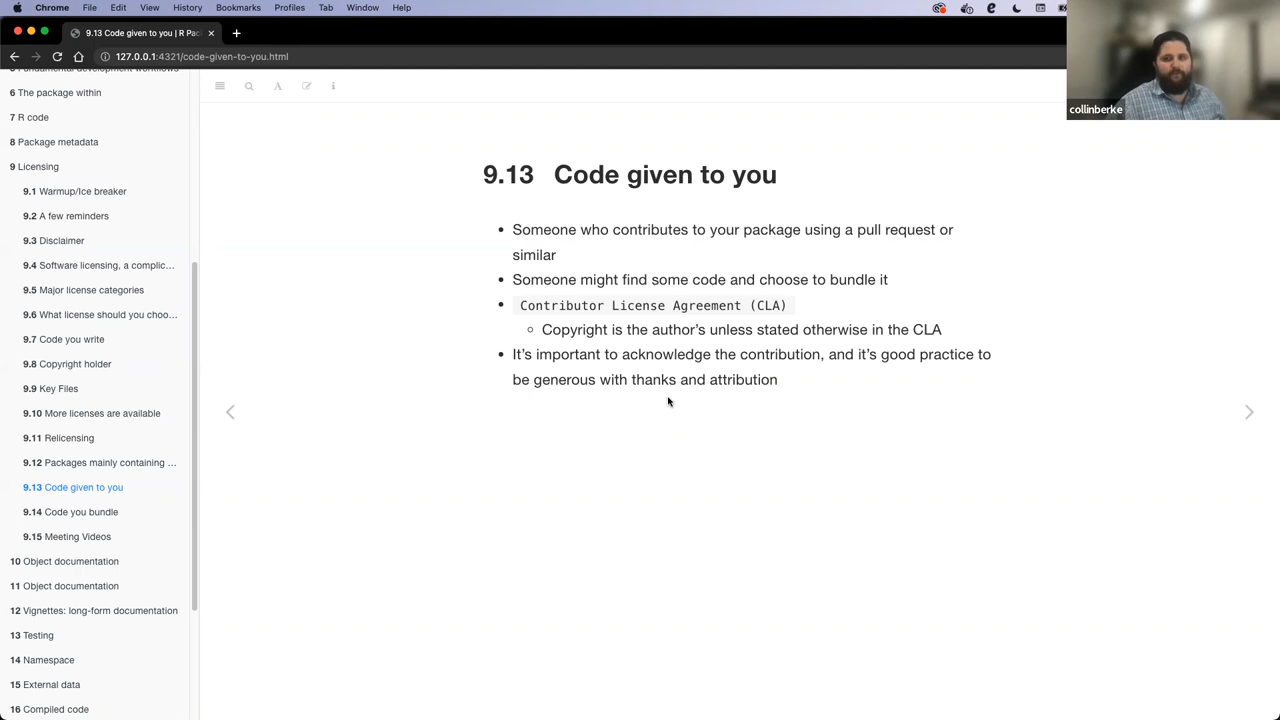 Chrome File Edit View History Bookmarks Profiles Tab Window Help
9.13 Code given to you | R Pac
127.0.0.1:4321/code-given-to-you.html
collinberke
5 Fundamental development workflows
6 The package within
7 R code
8 Package metadata
9 Licensing
9.1 Warmup/Ice breaker
9.2 A few reminders
9.3 Disclaimer
9.4 Software licensing, a complic...
9.5 Major license categories
9.6 What license should you choo...
9.7 Code you write
9.8 Copyright holder
9.9 Key Files
9.10 More licenses are available
9.11 Relicensing
9.12 Packages mainly containing ...
9.13 Code given to you
9.14 Code you bundle
9.15 Meeting Videos
10 Object documentation
11 Object documentation
12 Vignettes: long-form documentation
13 Testing
14 Namespace
15 External data
16 Compiled code
9.13 Code given to you
• Someone who contributes to your package using a pull request or
similar
• Someone might find some code and choose to bundle it
• Contributor License Agreement (CLA)
◦ Copyright is the author's unless stated otherwise in the CLA
• It's important to acknowledge the contribution, and it's good practice to
be generous with thanks and attribution